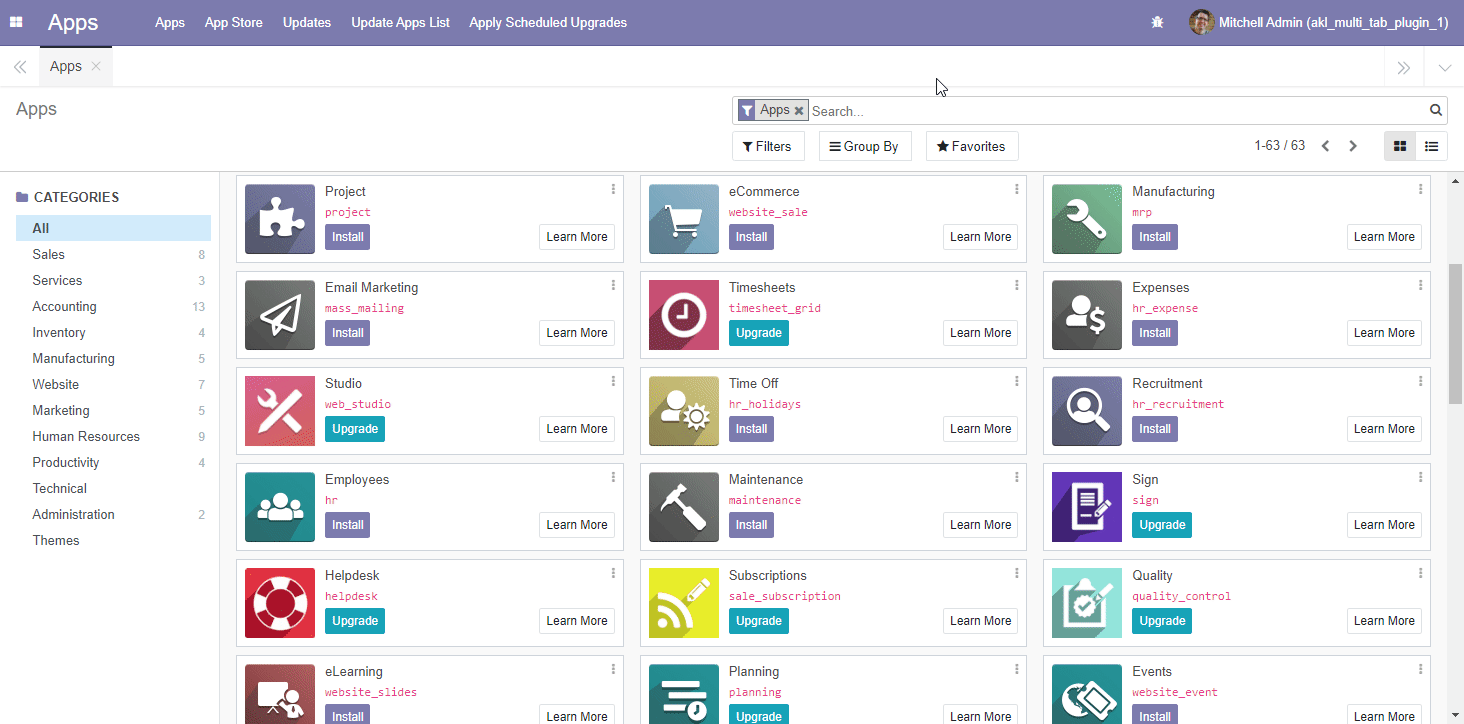 Apps Apps App Store Updates Update Apps List Apply Scheduled Upgrades Mitchell Admin (akl_multi_tab_plugin_1)
Apps
Apps
Apps Search...
Filters Group By Favorites 1-63 / 63
CATEGORIES
All
Sales 8
Services 3
Accounting 13
Inventory 4
Manufacturing 5
Website 7
Marketing 5
Human Resources 9
Productivity 4
Technical
Administration 2
Themes
Project
project
Install Learn More
eCommerce
website_sale
Install Learn More
Manufacturing
mrp
Install Learn More
Email Marketing
mass_mailing
Install Learn More
Timesheets
timesheet_grid
Upgrade Learn More
Expenses
hr_expense
Install Learn More
Studio
web_studio
Upgrade Learn More
Time Off
hr_holidays
Install Learn More
Recruitment
hr_recruitment
Install Learn More
Employees
hr
Install Learn More
Maintenance
maintenance
Install Learn More
Sign
sign
Upgrade Learn More
Helpdesk
helpdesk
Upgrade Learn More
Subscriptions
sale_subscription
Upgrade Learn More
Quality
quality_control
Upgrade Learn More
eLearning
website_slides
Install Learn More
Planning
planning
Upgrade Learn More
Events
website_event
Install Learn More